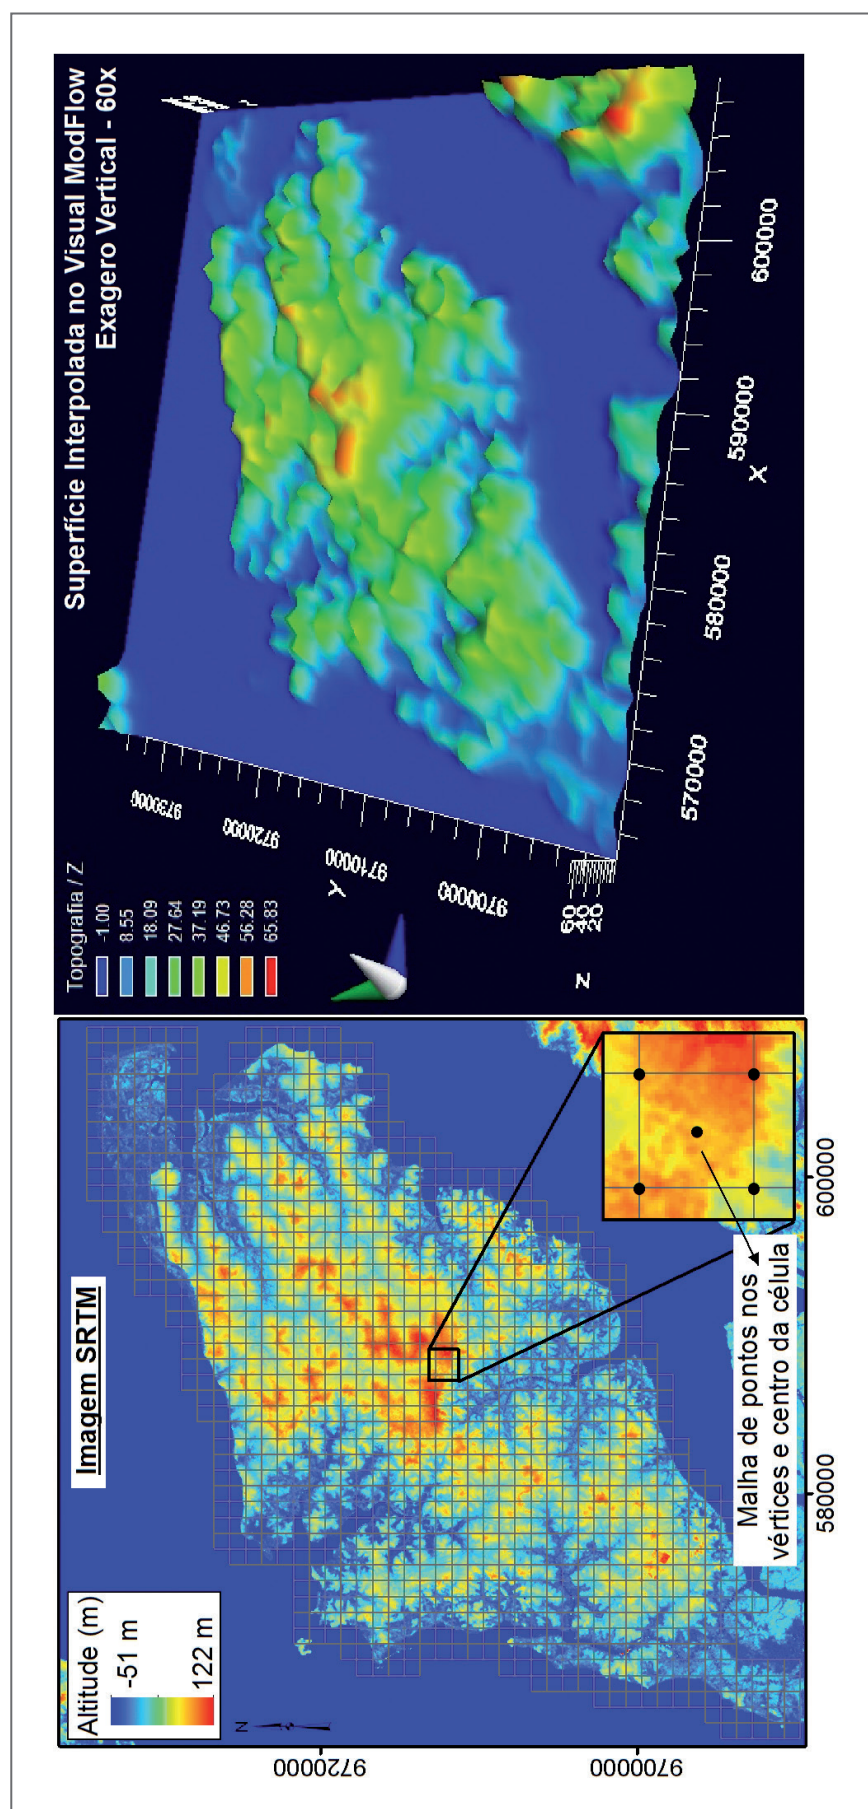 Imagem SRTM
Altitude (m)
-51 m
122 m
N
9720000
9700000
580000
600000
Malha de pontos nos
vértices e centro da célula
Superfície Interpolada no Visual ModFlow
Exagero Vertical - 60x
Topografia / Z
-1.00
8.55
18.09
27.64
37.19
46.73
56.28
65.83
9730000
9720000
9710000
9700000
Y
Z
60
40
20
570000
580000
590000
600000
X